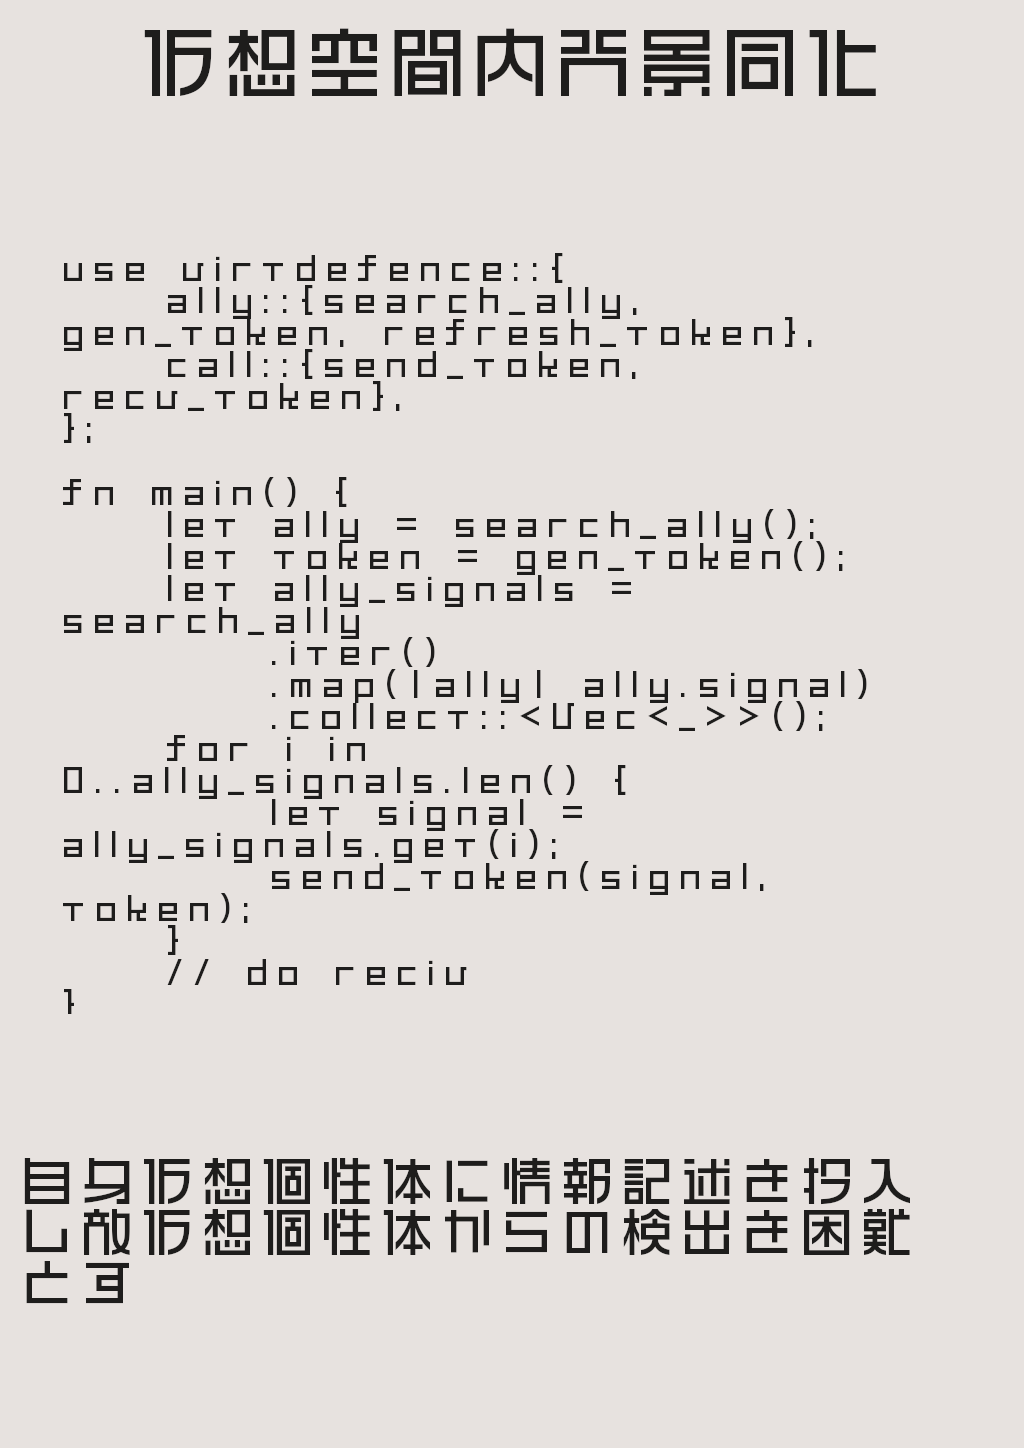 仮想空間内背景同化
use virtdefence::{
ally::{search_ally,
gen_token, refresh_token},
call::{send_token,
recv_token},
};
fn main() {
let ally = search_ally();
let token = gen_token();
let ally_signals =
search_ally
.iter()
.map(|ally| ally.signal)
.collect::<Vec<_>>();
for i in
0..ally_signals.len() {
let signal =
ally_signals.get(i);
send_token(signal,
token);
}
// do reciv
}
自身仮想個性体に情報記述を投入
し敵仮想個性体からの検出を困難
とす